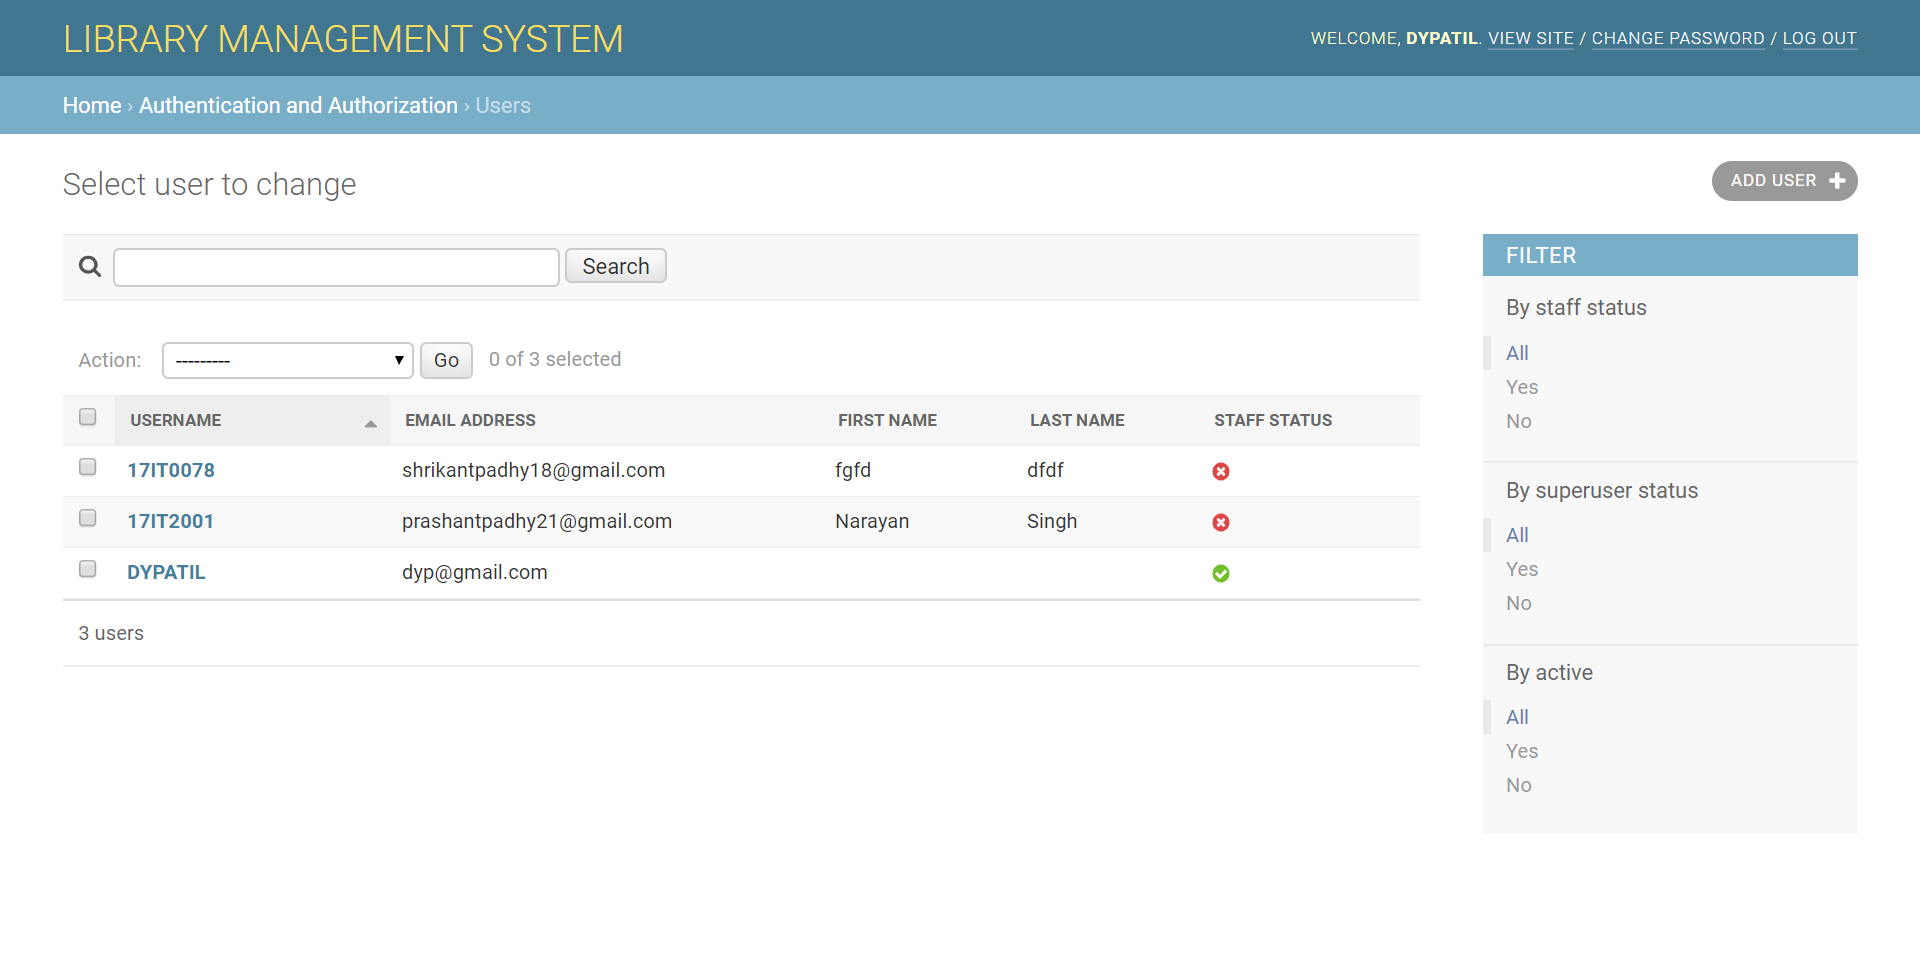 LIBRARY MANAGEMENT SYSTEM
WELCOME, DYPATIL. VIEW SITE / CHANGE PASSWORD / LOG OUT
Home › Authentication and Authorization › Users
Select user to change
ADD USER
Search
Action: --------- Go 0 of 3 selected
USERNAME EMAIL ADDRESS FIRST NAME LAST NAME STAFF STATUS
17IT0078 shrikantpadhy18@gmail.com fgfd dfdf
17IT2001 prashantpadhy21@gmail.com Narayan Singh
DYPATIL dyp@gmail.com
3 users
FILTER
By staff status
All
Yes
No
By superuser status
All
Yes
No
By active
All
Yes
No